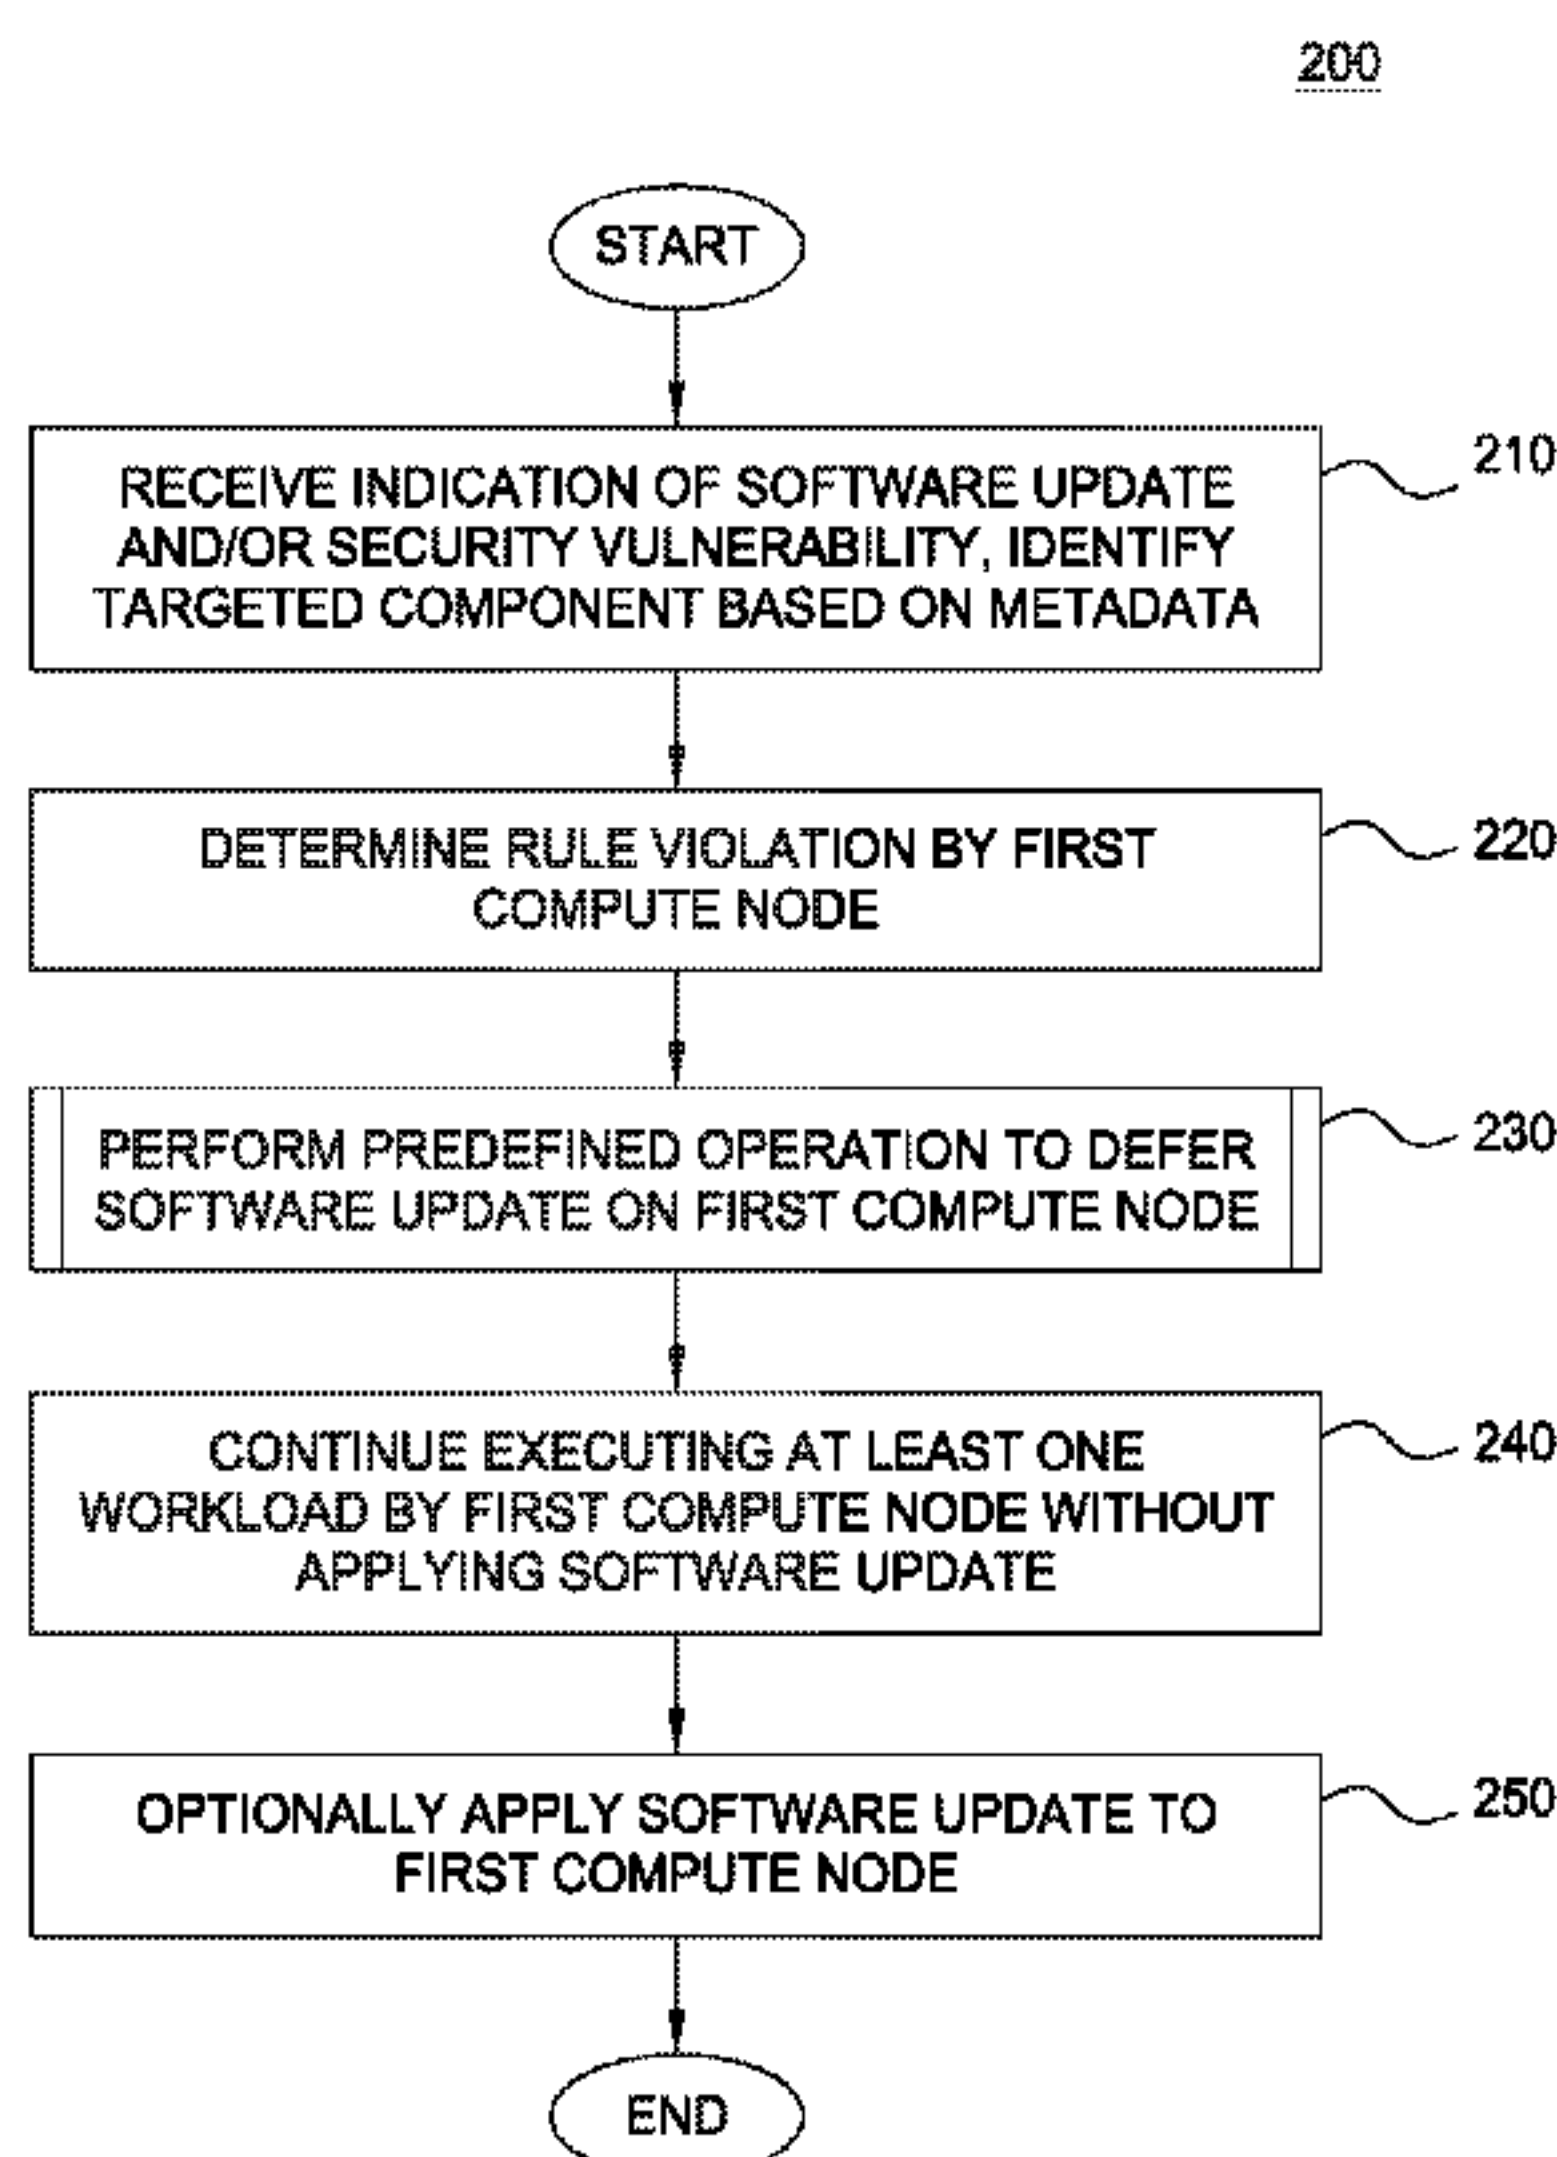 200
START
RECEIVE INDICATION OF SOFTWARE UPDATE
AND/OR SECURITY VULNERABILITY, IDENTIFY
TARGETED COMPONENT BASED ON METADATA
210
DETERMINE RULE VIOLATION BY FIRST
COMPUTE NODE
220
PERFORM PREDEFINED OPERATION TO DEFER
SOFTWARE UPDATE ON FIRST COMPUTE NODE
230
CONTINUE EXECUTING AT LEAST ONE
WORKLOAD BY FIRST COMPUTE NODE WITHOUT
APPLYING SOFTWARE UPDATE
240
OPTIONALLY APPLY SOFTWARE UPDATE TO
FIRST COMPUTE NODE
250
END